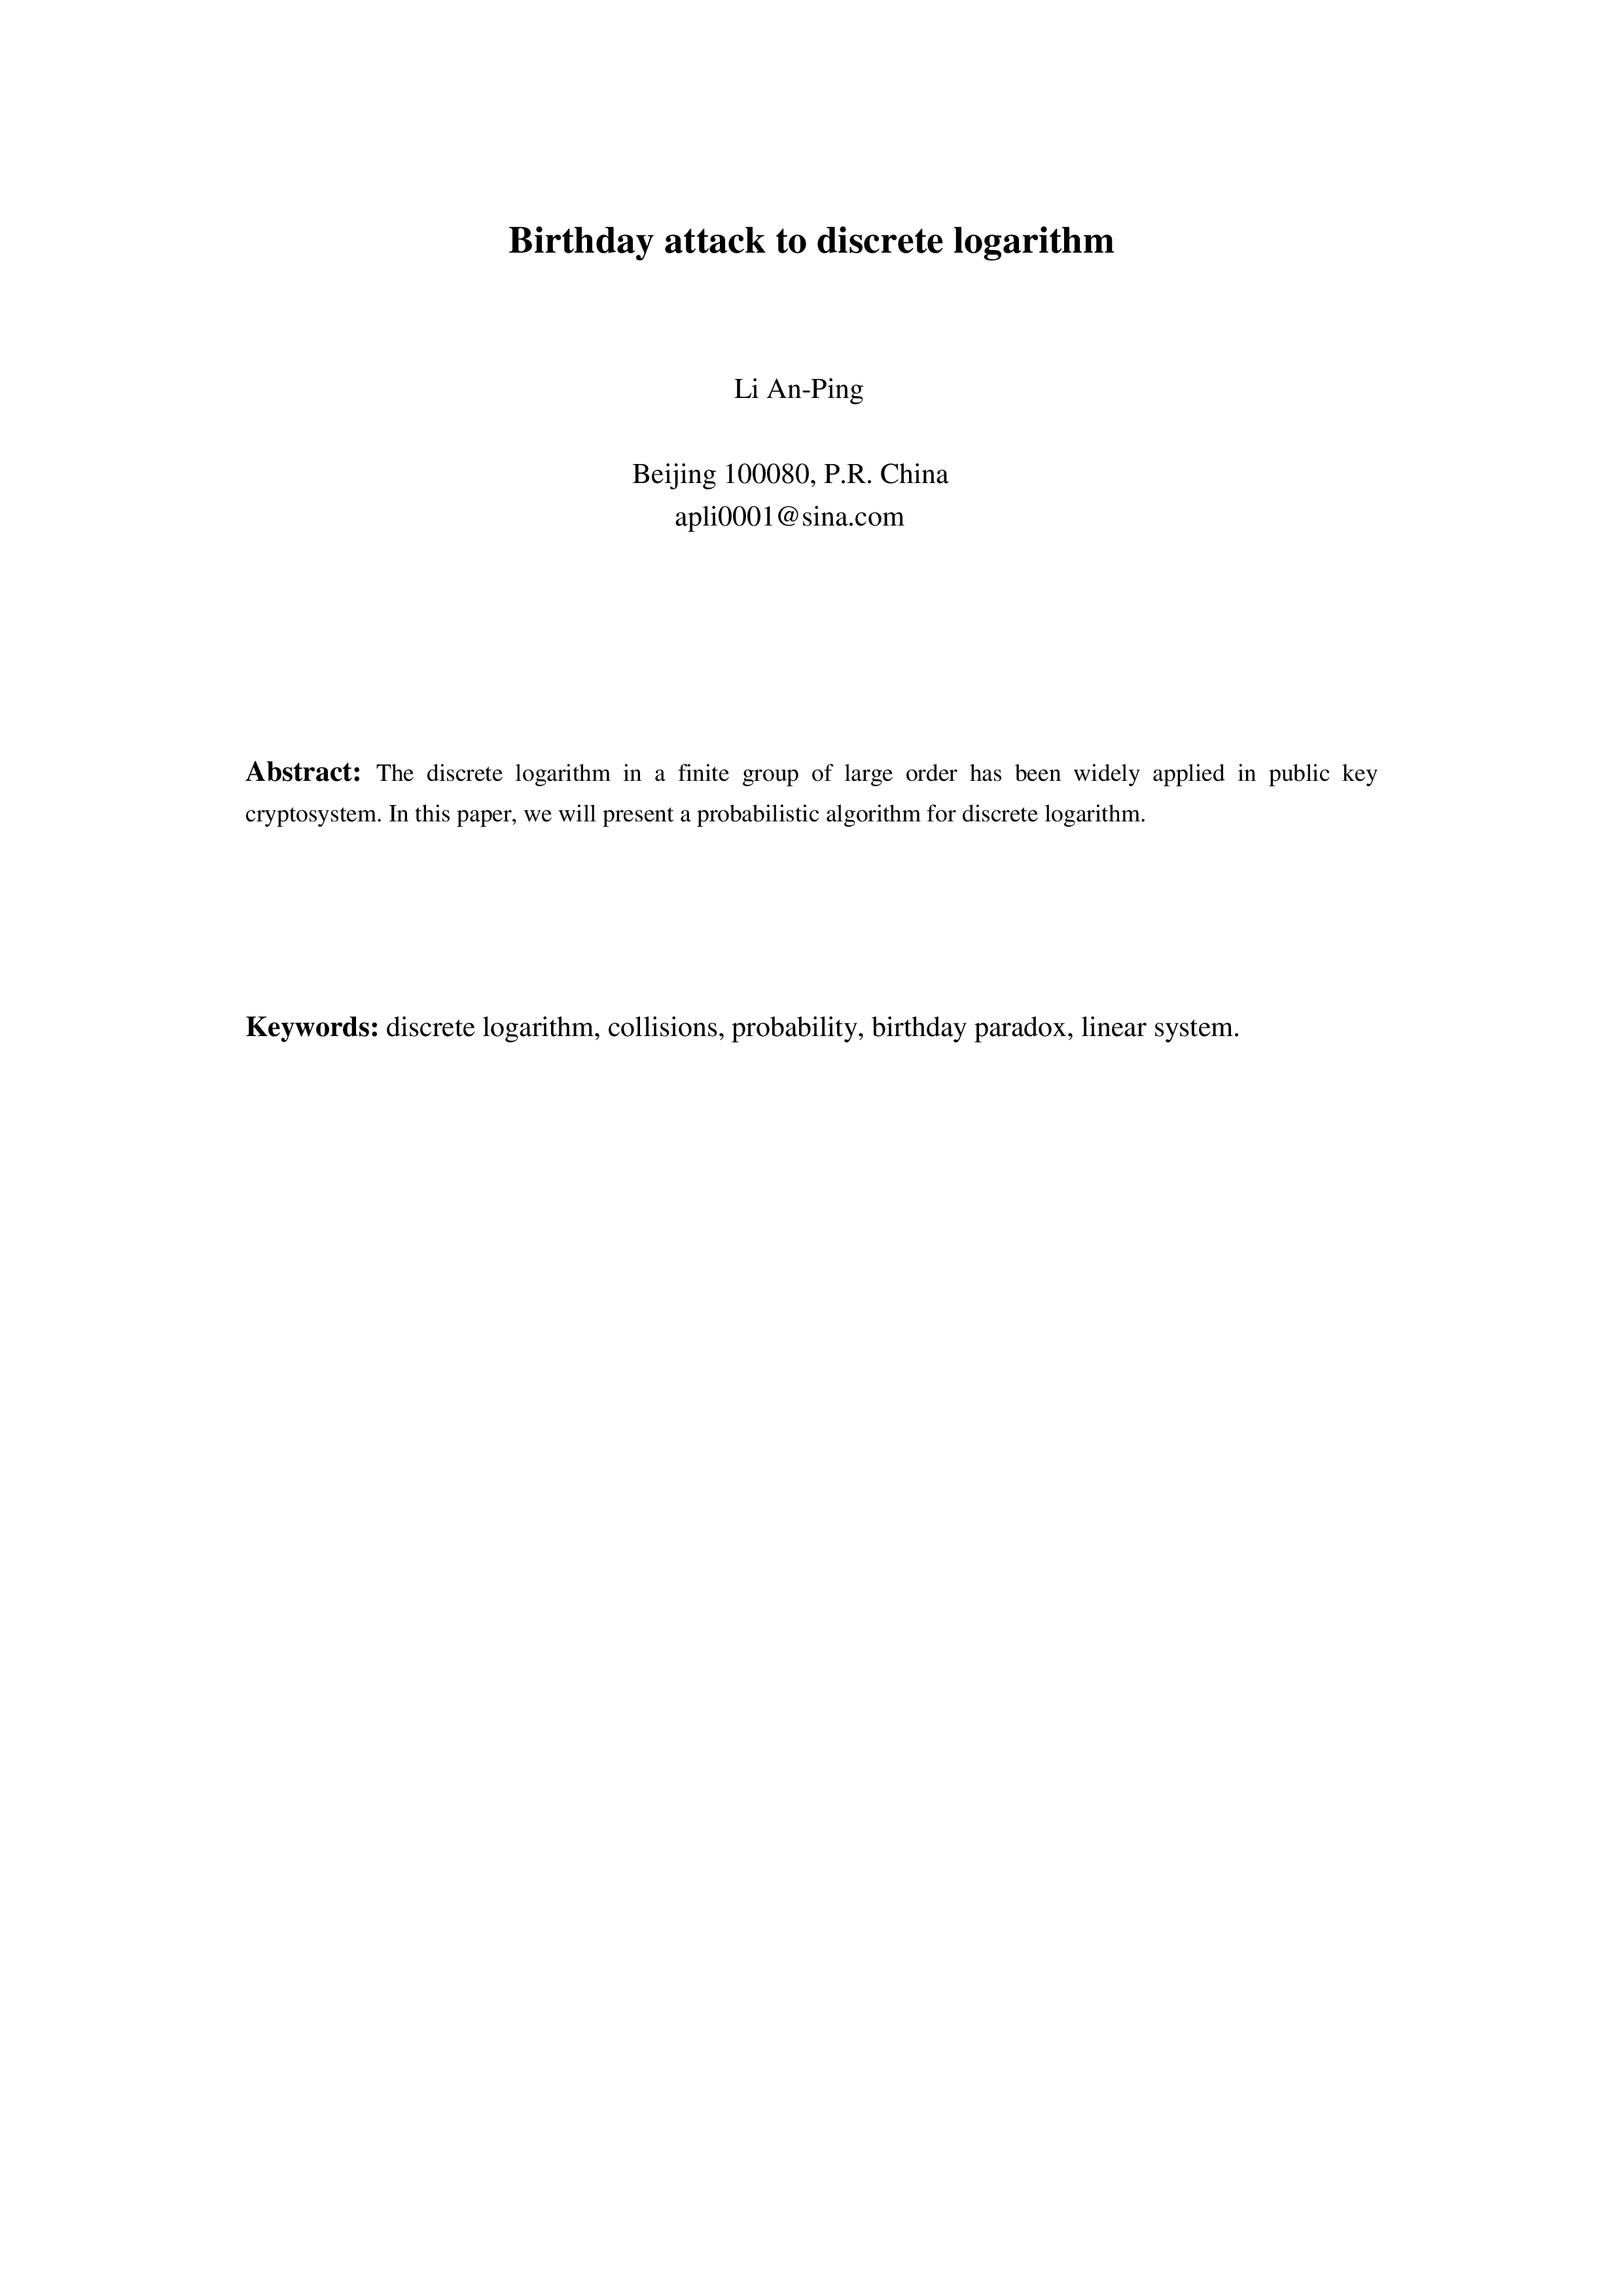 Birthday attack to discrete logarithm
Li An-Ping
Beijing 100080, P.R. China
apli0001@sina.com
Abstract: The discrete logarithm in a finite group of large order has been widely applied in public key
cryptosystem. In this paper, we will present a probabilistic algorithm for discrete logarithm.
Keywords: discrete logarithm, collisions, probability, birthday paradox, linear system.